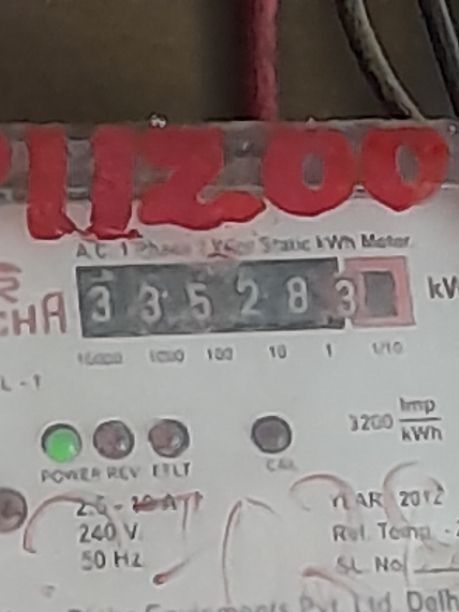 11200
A.C. 1 Phase 2 Wire Static kWh Meter
3 3 5 2 8 3
10000 1000 100 10 1 1/10
CHA
L - 1
3200 Imp/kWh
POWER REV E/LT CAL
240 V
50 Hz
YEAR 2012
Ref. Temp
SL No
Pvt. Ltd. Delh